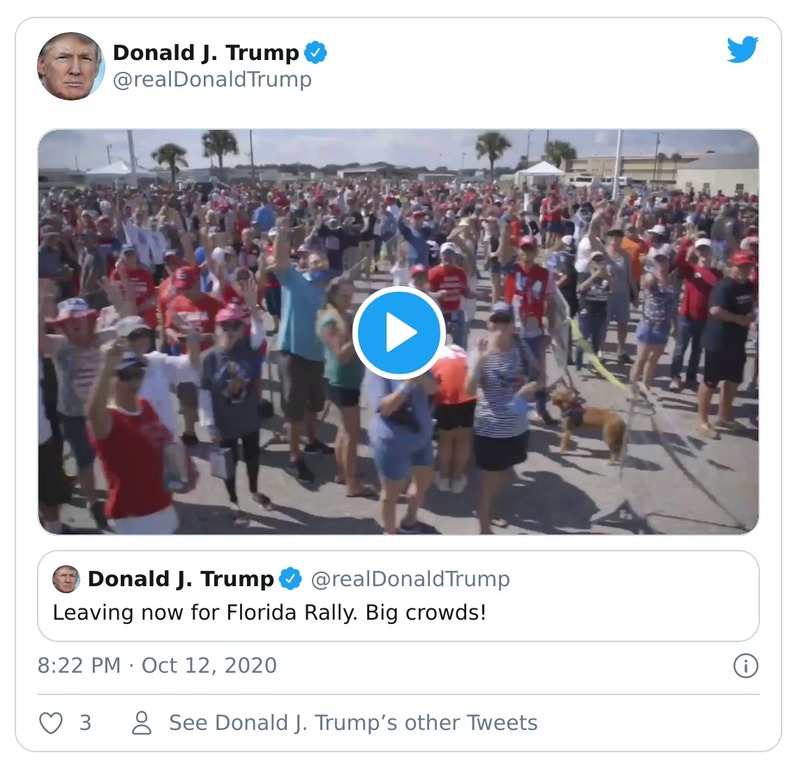 Donald J. Trump
@realDonaldTrump
Donald J. Trump @realDonaldTrump
Leaving now for Florida Rally. Big crowds!
8:22 PM · Oct 12, 2020
3 See Donald J. Trump’s other Tweets